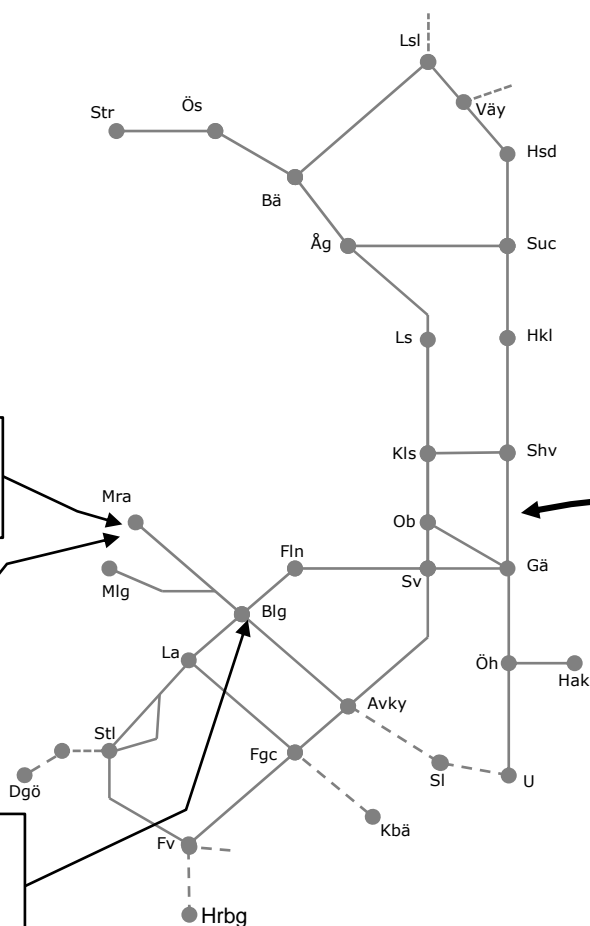 Lsl
Väy
Str
Ös
Hsd
Bä
Åg
Suc
Ls
Hkl
Kls
Shv
Mra
Ob
Fln
Gä
Mlg
Sv
Blg
La
Öh
Hak
Avky
Stl
Fgc
Sl
U
Dgö
Kbä
Fv
Hrbg